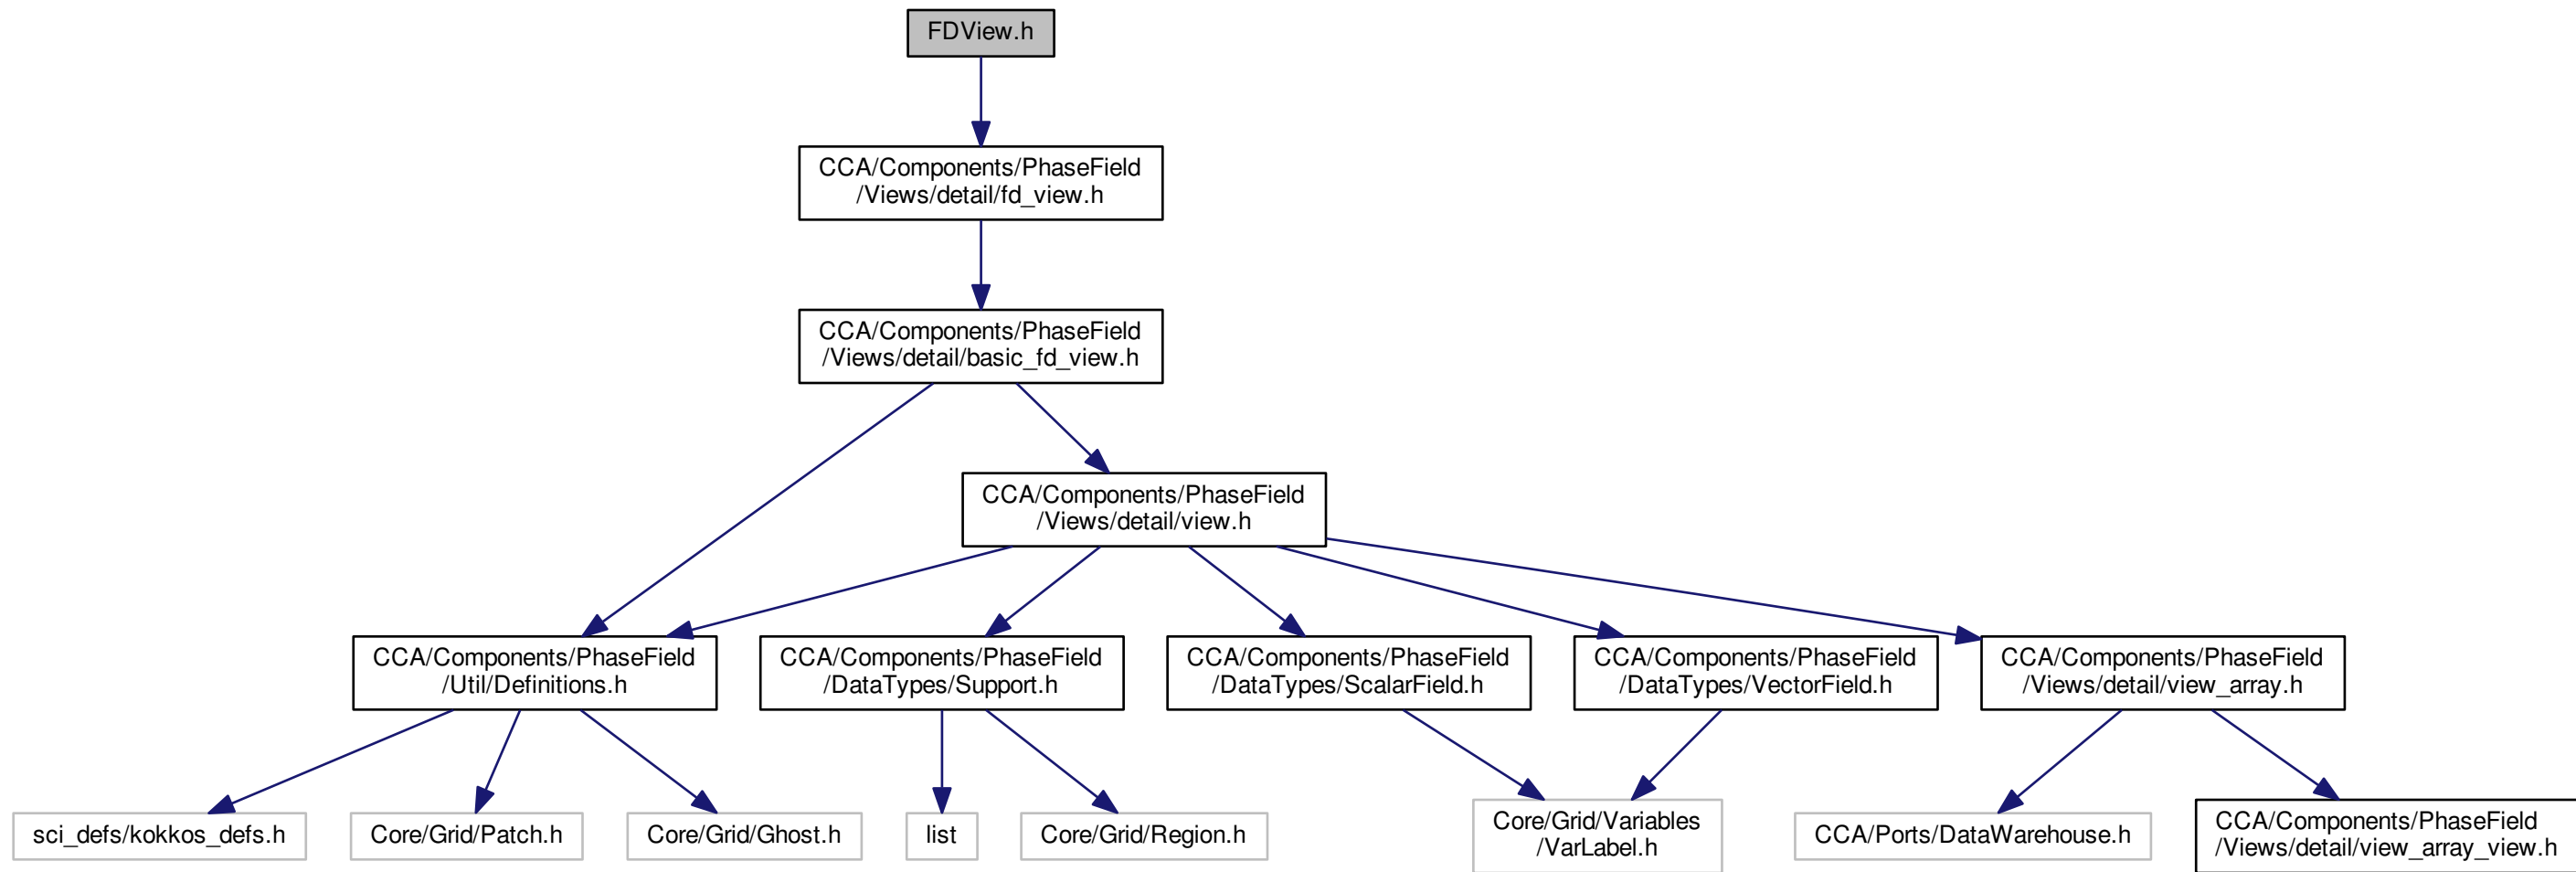 FDView.h
CCA/Components/PhaseField
/Views/detail/fd_view.h
CCA/Components/PhaseField
/Views/detail/basic_fd_view.h
CCA/Components/PhaseField
/Views/detail/view.h
CCA/Components/PhaseField
/Util/Definitions.h
CCA/Components/PhaseField
/DataTypes/Support.h
CCA/Components/PhaseField
/DataTypes/ScalarField.h
CCA/Components/PhaseField
/DataTypes/VectorField.h
CCA/Components/PhaseField
/Views/detail/view_array.h
sci_defs/kokkos_defs.h
Core/Grid/Patch.h
Core/Grid/Ghost.h
list
Core/Grid/Region.h
Core/Grid/Variables
/VarLabel.h
CCA/Ports/DataWarehouse.h
CCA/Components/PhaseField
/Views/detail/view_array_view.h